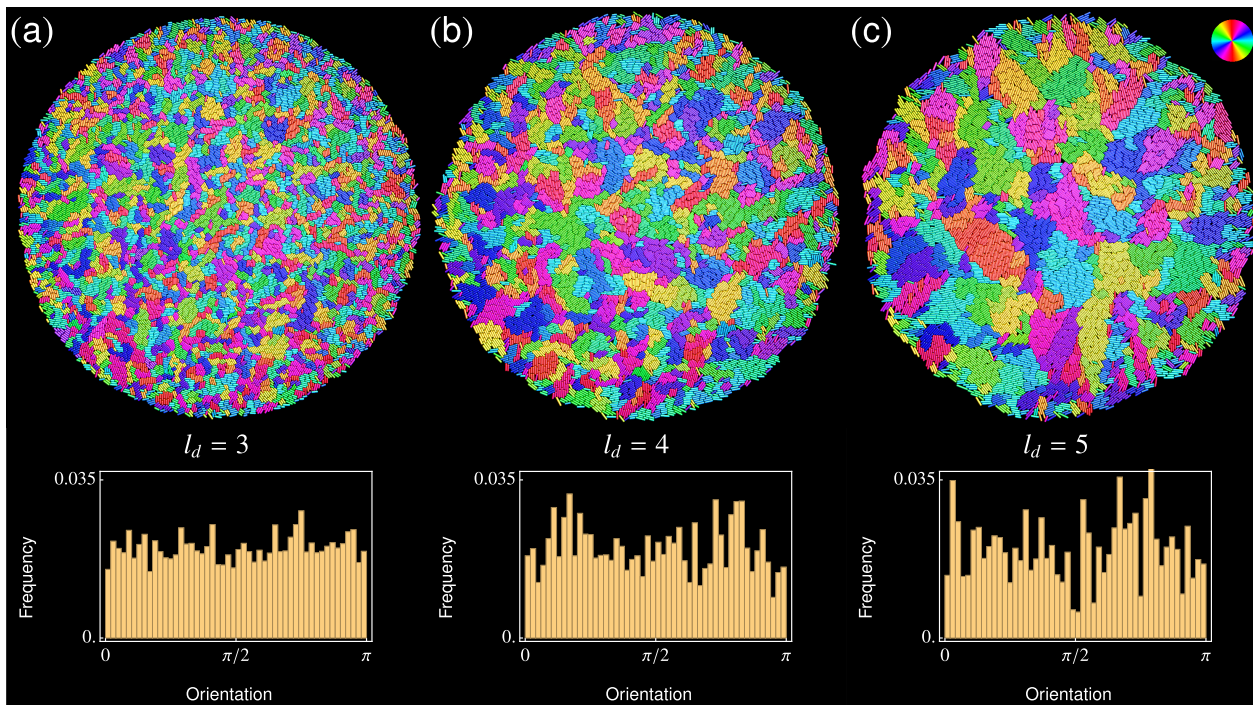 (a)
(b)
(c)
l_d = 3
l_d = 4
l_d = 5
0.035
Frequency
0.
0
π/2
π
Orientation
0.035
Frequency
0.
0
π/2
π
Orientation
0.035
Frequency
0.
0
π/2
π
Orientation